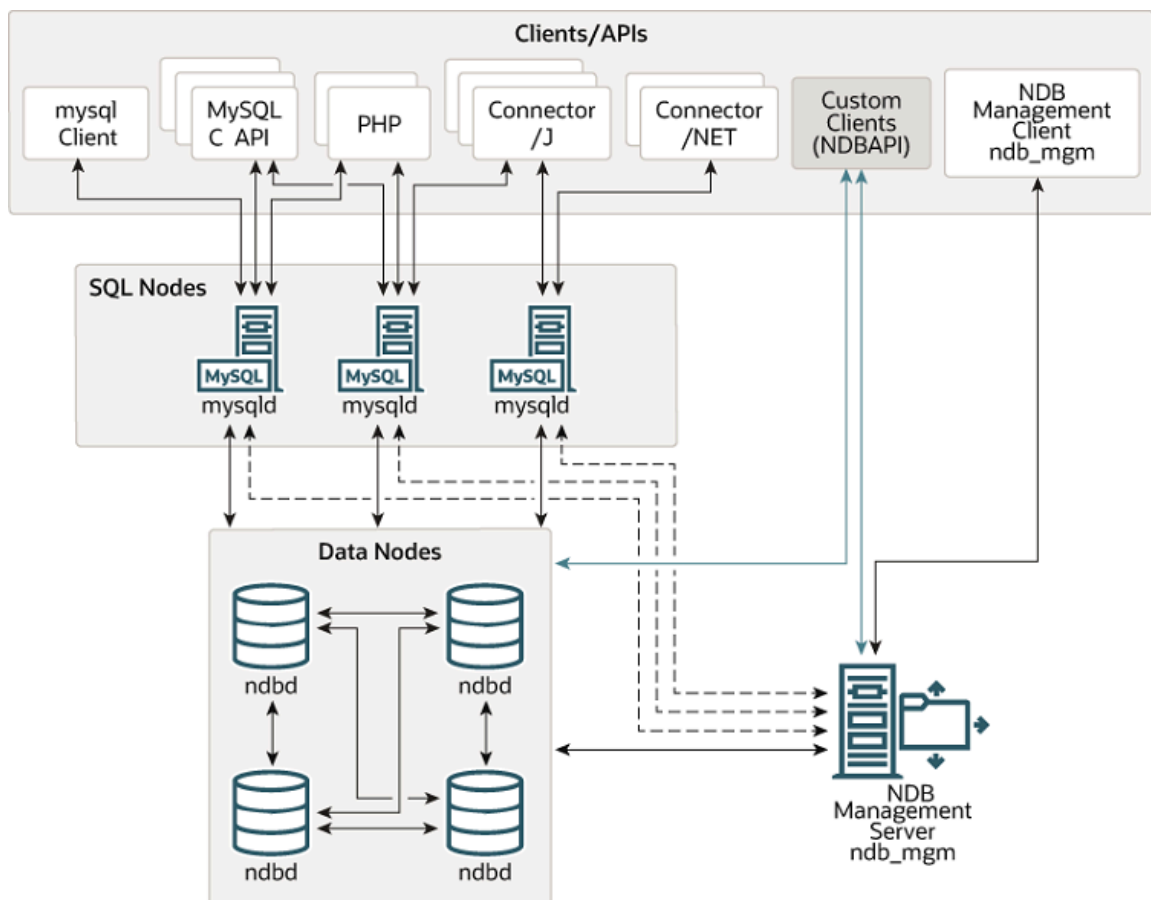 Clients/APIs
mysql
Client
MySQL
C API
PHP
Connector
/J
Connector
/NET
Custom
Clients
(NDBAPI)
NDB
Management
Client
ndb_mgm
SQL Nodes
MySQL
mysqld
MySQL
mysqld
MySQL
mysqld
Data Nodes
ndbd
ndbd
ndbd
ndbd
NDB
Management
Server
ndb_mgm